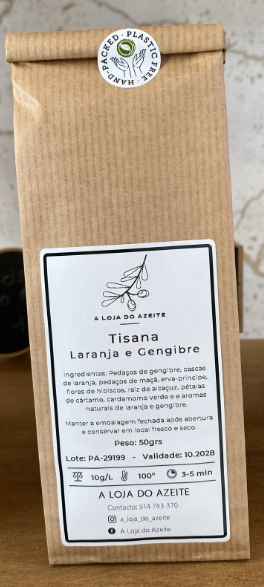 HAND-PACKED · PLASTIC FREE ·
A LOJA DO AZEITE
Tisana
Laranja e Gengibre
Ingredientes: Pedaços de gengibre, cascas
de laranja, pedaços de maçã, erva-príncipe,
flores de hibiscos, raiz de alcaçuz, pétalas
de cártamo, cardamomo verde e e aromas
naturais de laranja e gengibre.
Manter a embalagem fechada após abertura
e conservar em local fresco e seco.
Peso: 50grs
Lote: PA-29199 - Validade: 10.2028
10g/L 100° 3-5 min
A LOJA DO AZEITE
Contacto: 914 783 370
a_loja_do_azeite
A Loja do Azeite